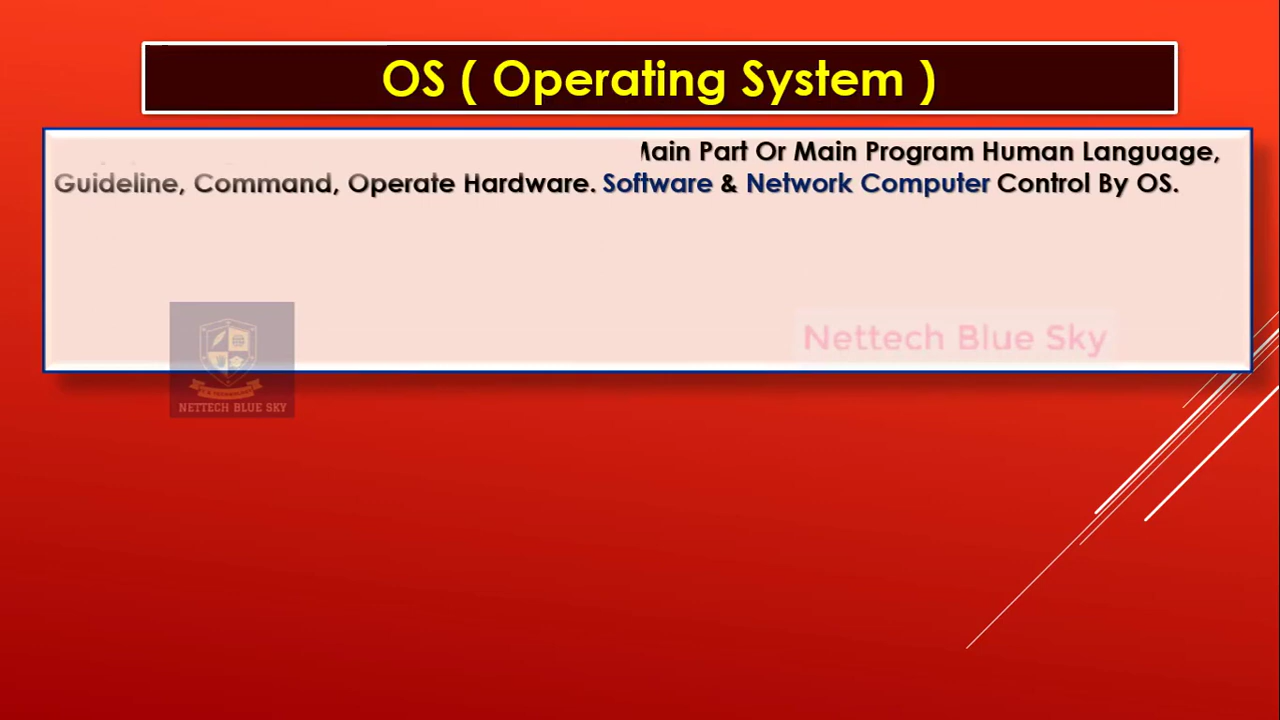 OS ( Operating System )
Main Part Or Main Program Human Language,
Guideline, Command, Operate Hardware. Software & Network Computer Control By OS.
Nettech Blue Sky
NETTECH BLUE SKY